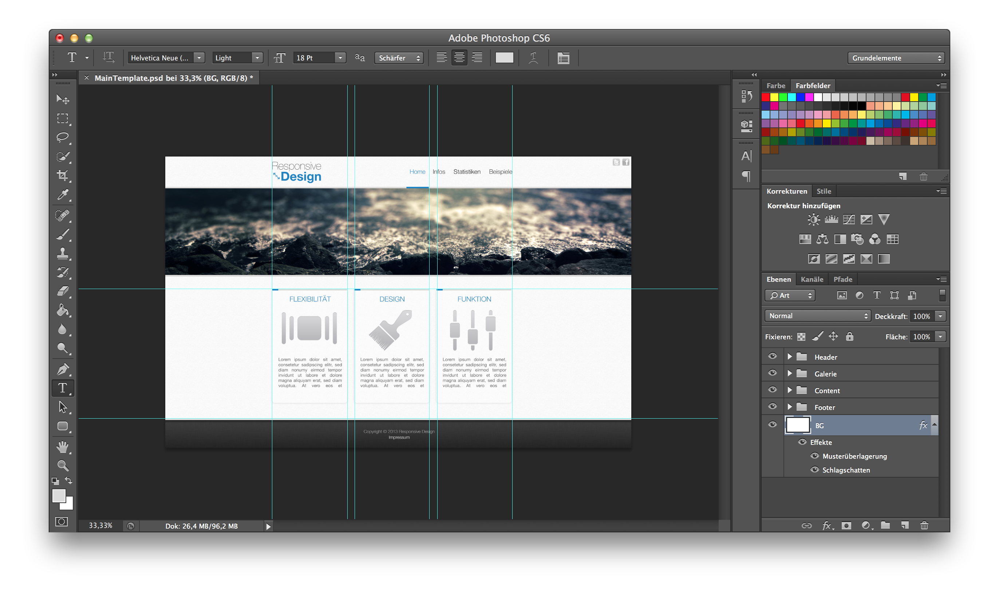 Adobe Photoshop CS6
Helvetica Neue (... Light 18 Pt Schärfer Grundelemente
MainTemplate.psd bei 33,3% (BG, RGB/8) *
Farbe Farbfelder
Responsive
Design
Home Infos Statistiken Beispiele
Korrekturen Stile
Korrektur hinzufügen
Ebenen Kanäle Pfade
Art
Normal Deckkraft: 100%
Fixieren: Fläche: 100%
Header
Galerie
Content
Footer
BG fx
Effekte
Musterüberlagerung
Schlagschatten
FLEXIBILITÄT
Lorem ipsum dolor sit amet,
consetetur sadipscing elitr, sed
diam nonumy eirmod tempor
invidunt ut labore et dolore
magna aliquyam erat, sed diam
voluptua. At vero eos et
DESIGN
Lorem ipsum dolor sit amet,
consetetur sadipscing elitr, sed
diam nonumy eirmod tempor
invidunt ut labore et dolore
magna aliquyam erat, sed diam
voluptua. At vero eos et
FUNKTION
Lorem ipsum dolor sit amet,
consetetur sadipscing elitr, sed
diam nonumy eirmod tempor
invidunt ut labore et dolore
magna aliquyam erat, sed diam
voluptua. At vero eos et
Copyright © 2013 Responsive Design
Impressum
33,33% Dok: 26,4 MB/96,2 MB